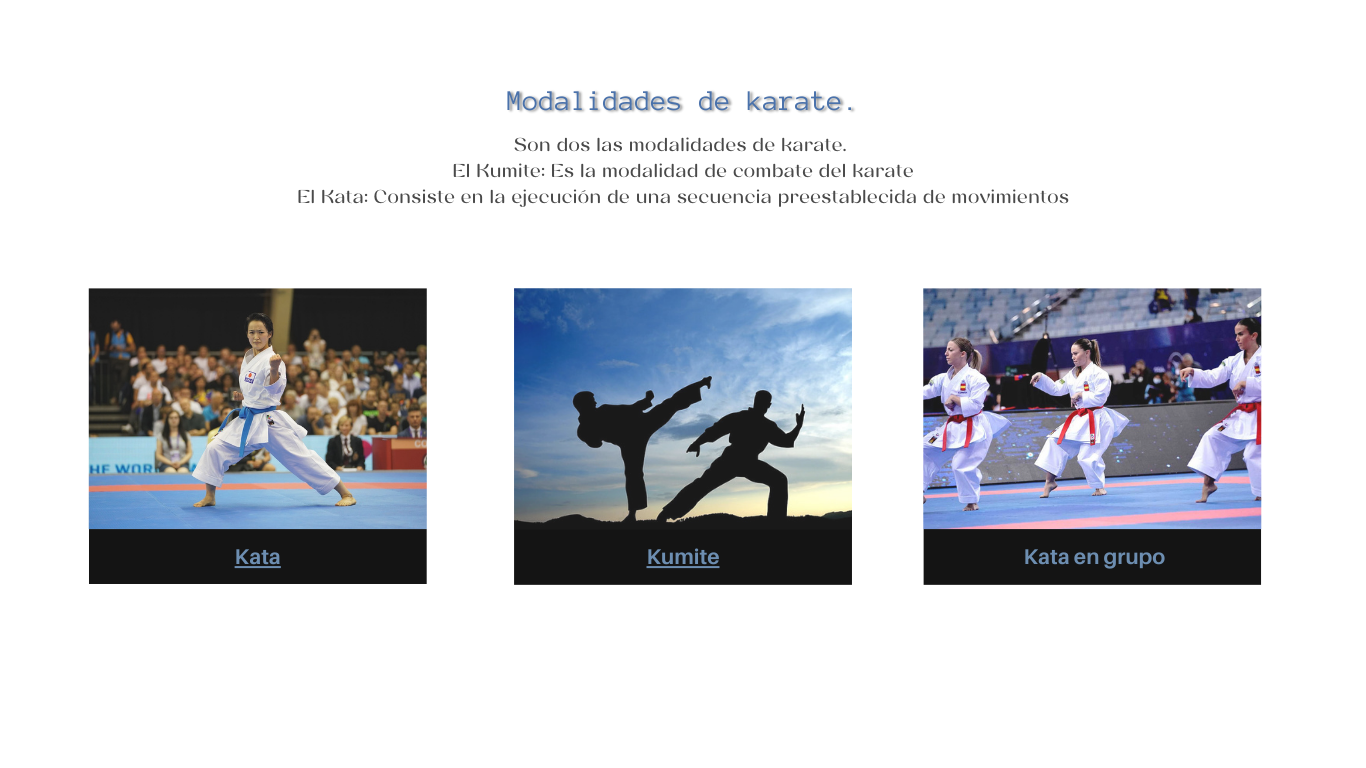 Modalidades de karate.
Son dos las modalidades de karate.
El Kumite: Es la modalidad de combate del karate
El Kata: Consiste en la ejecución de una secuencia preestablecida de movimientos
HE WOR
Kata
Kumite
Kata en grupo